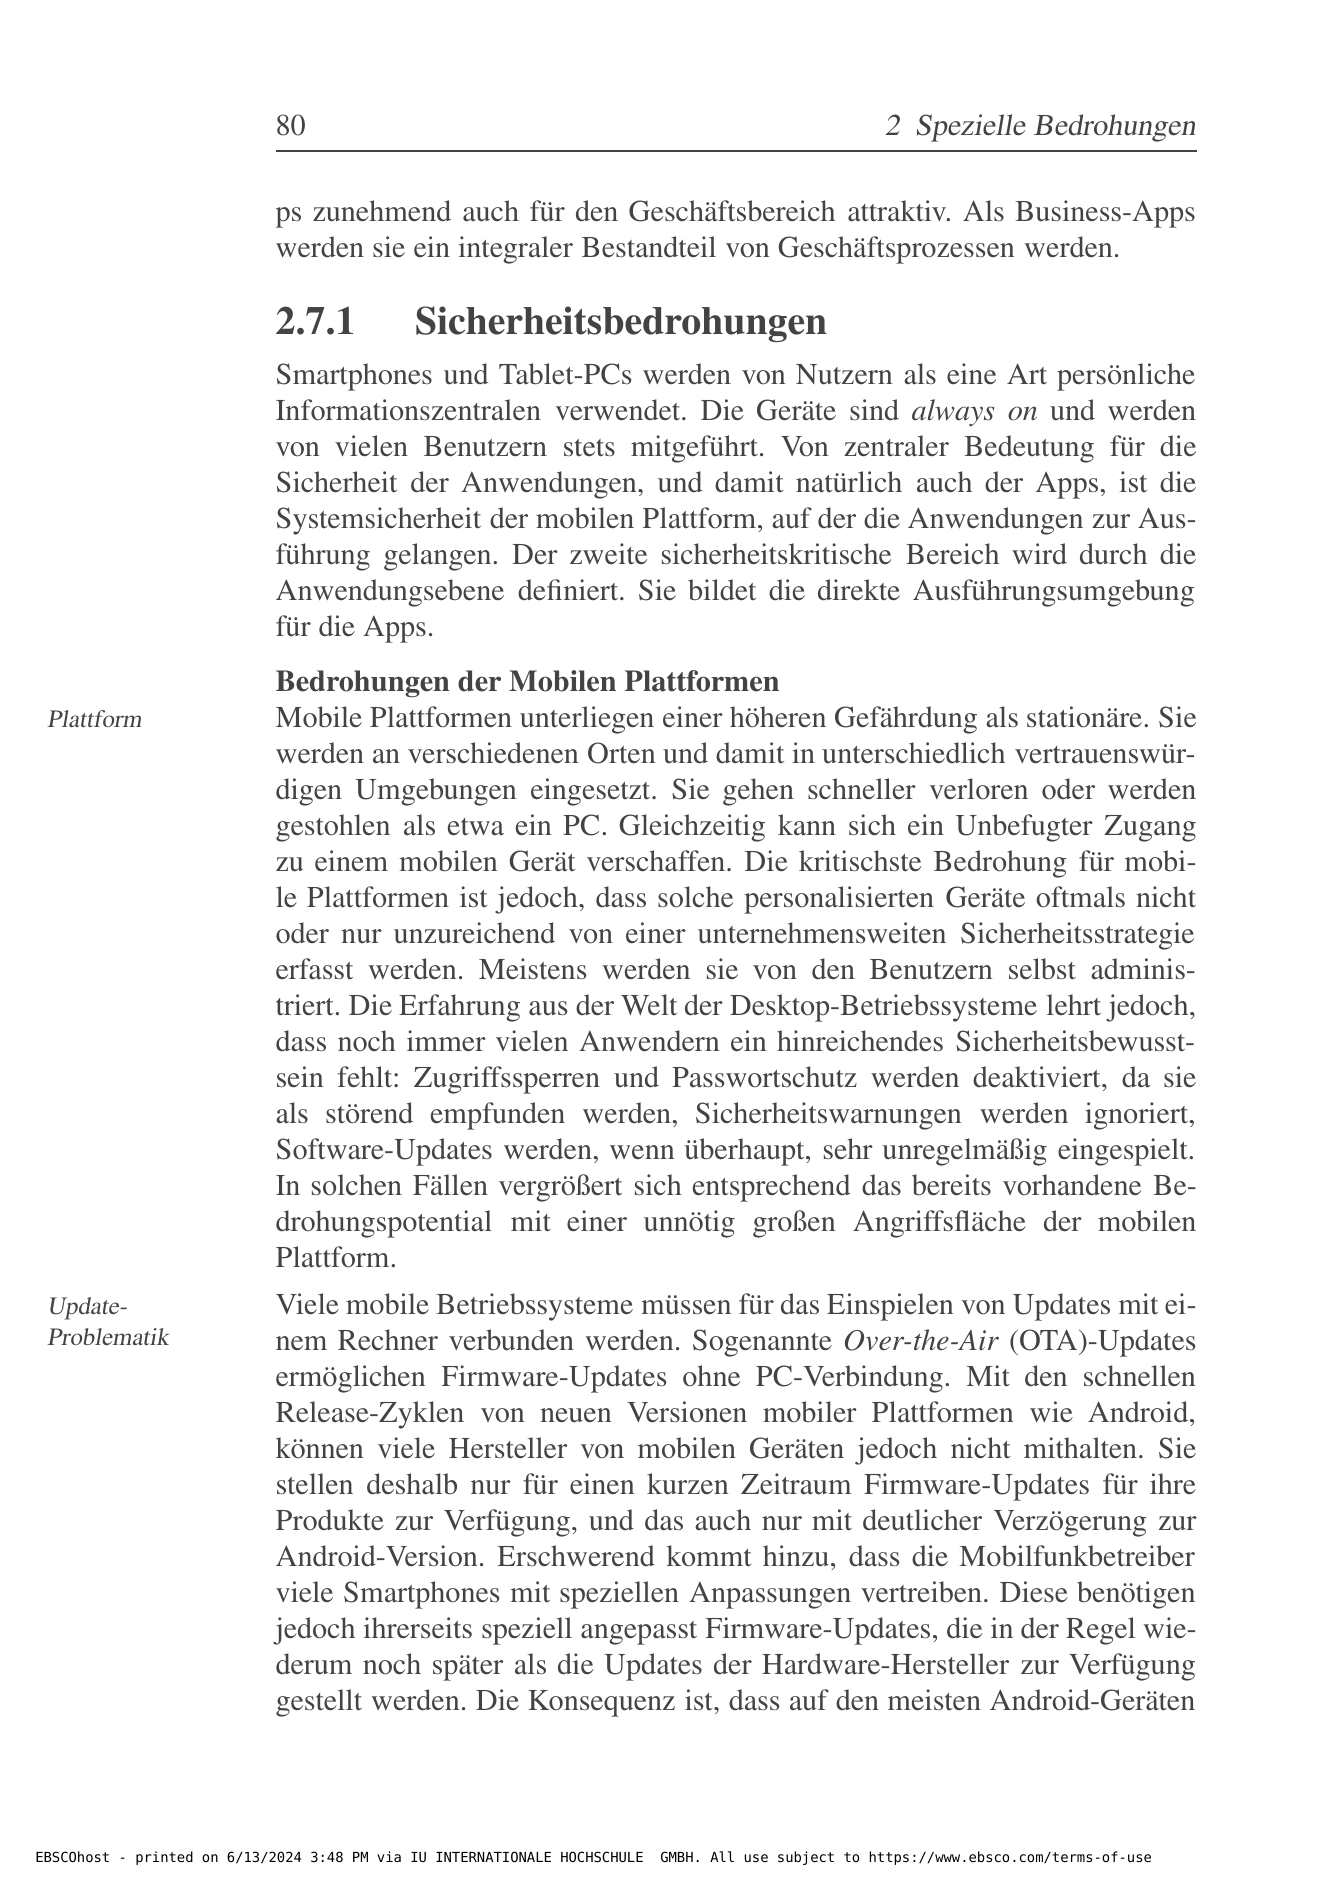 80 2 Spezielle Bedrohungen
ps zunehmend auch für den Geschäftsbereich attraktiv. Als Business-Apps
werden sie ein integraler Bestandteil von Geschäftsprozessen werden.
2.7.1 Sicherheitsbedrohungen
Smartphones und Tablet-PCs werden von Nutzern als eine Art persönliche
Informationszentralen verwendet. Die Geräte sind always on und werden
von vielen Benutzern stets mitgeführt. Von zentraler Bedeutung für die
Sicherheit der Anwendungen, und damit natürlich auch der Apps, ist die
Systemsicherheit der mobilen Plattform, auf der die Anwendungen zur Aus-
führung gelangen. Der zweite sicherheitskritische Bereich wird durch die
Anwendungsebene definiert. Sie bildet die direkte Ausführungsumgebung
für die Apps.
Bedrohungen der Mobilen Plattformen
Plattform
Mobile Plattformen unterliegen einer höheren Gefährdung als stationäre. Sie
werden an verschiedenen Orten und damit in unterschiedlich vertrauenswür-
digen Umgebungen eingesetzt. Sie gehen schneller verloren oder werden
gestohlen als etwa ein PC. Gleichzeitig kann sich ein Unbefugter Zugang
zu einem mobilen Gerät verschaffen. Die kritischste Bedrohung für mobi-
le Plattformen ist jedoch, dass solche personalisierten Geräte oftmals nicht
oder nur unzureichend von einer unternehmensweiten Sicherheitsstrategie
erfasst werden. Meistens werden sie von den Benutzern selbst adminis-
triert. Die Erfahrung aus der Welt der Desktop-Betriebssysteme lehrt jedoch,
dass noch immer vielen Anwendern ein hinreichendes Sicherheitsbewusst-
sein fehlt: Zugriffssperren und Passwortschutz werden deaktiviert, da sie
als störend empfunden werden, Sicherheitswarnungen werden ignoriert,
Software-Updates werden, wenn überhaupt, sehr unregelmäßig eingespielt.
In solchen Fällen vergrößert sich entsprechend das bereits vorhandene Be-
drohungspotential mit einer unnötig großen Angriffsfläche der mobilen
Plattform.
Update-
Problematik
Viele mobile Betriebssysteme müssen für das Einspielen von Updates mit ei-
nem Rechner verbunden werden. Sogenannte Over-the-Air (OTA)-Updates
ermöglichen Firmware-Updates ohne PC-Verbindung. Mit den schnellen
Release-Zyklen von neuen Versionen mobiler Plattformen wie Android,
können viele Hersteller von mobilen Geräten jedoch nicht mithalten. Sie
stellen deshalb nur für einen kurzen Zeitraum Firmware-Updates für ihre
Produkte zur Verfügung, und das auch nur mit deutlicher Verzögerung zur
Android-Version. Erschwerend kommt hinzu, dass die Mobilfunkbetreiber
viele Smartphones mit speziellen Anpassungen vertreiben. Diese benötigen
jedoch ihrerseits speziell angepasst Firmware-Updates, die in der Regel wie-
derum noch später als die Updates der Hardware-Hersteller zur Verfügung
gestellt werden. Die Konsequenz ist, dass auf den meisten Android-Geräten
EBSCOhost - printed on 6/13/2024 3:48 PM via IU INTERNATIONALE HOCHSCHULE  GMBH. All use subject to https://www.ebsco.com/terms-of-use